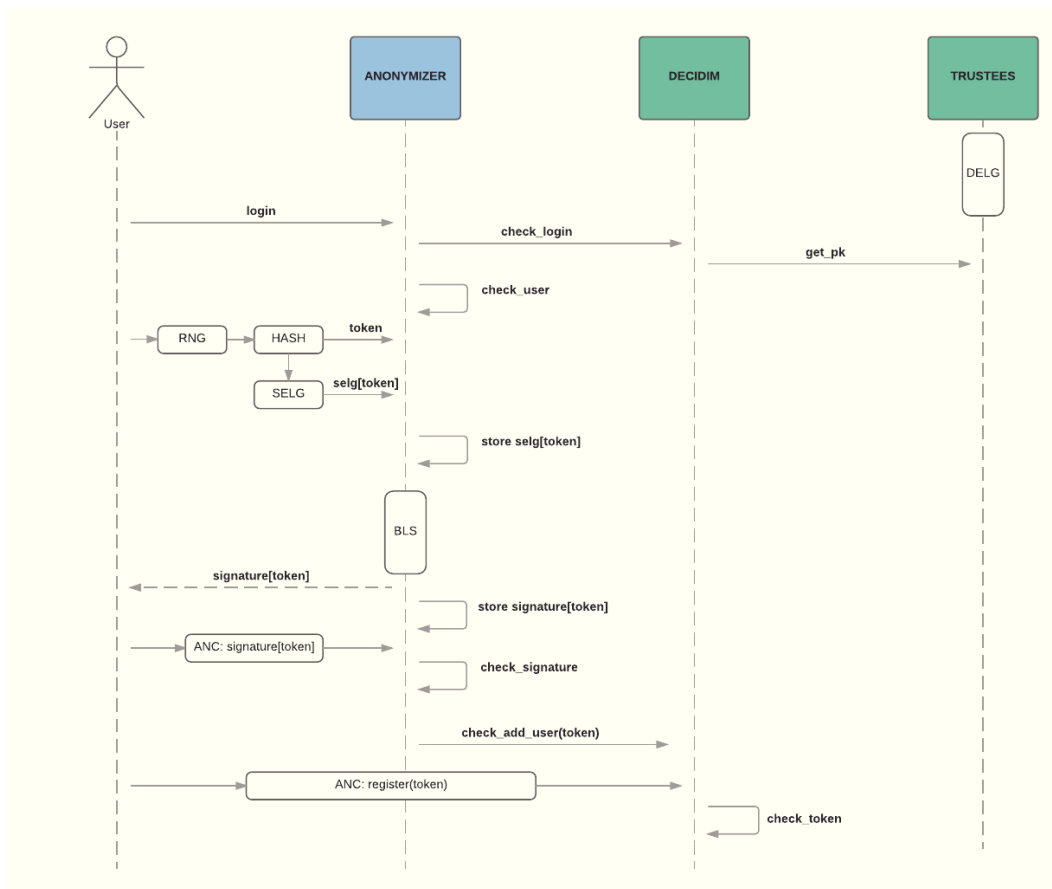 ANONYMIZER
DECIDIM
TRUSTEES
User
DELG
login
check_login
get_pk
check_user
RNG
HASH
token
SELG
selg[token]
store selg[token]
BLS
signature[token]
store signature[token]
ANC: signature[token]
check_signature
check_add_user(token)
ANC: register(token)
check_token